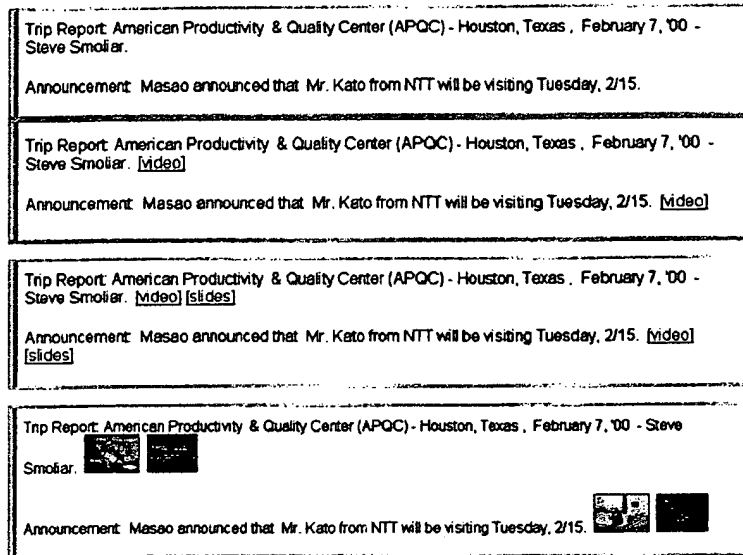 Trip Report: American Productivity & Quality Center (APQC) - Houston, Texas , February 7, '00 -
Steve Smoliar.
Announcement: Masao announced that Mr. Kato from NTT will be visiting Tuesday, 2/15.
Trip Report: American Productivity & Quality Center (APQC) - Houston, Texas , February 7, '00 -
Steve Smoliar. [video]
Announcement: Masao announced that Mr. Kato from NTT will be visiting Tuesday, 2/15. [video]
Trip Report: American Productivity & Quality Center (APQC) - Houston, Texas , February 7, '00 -
Steve Smoliar. [video] [slides]
Announcement: Masao announced that Mr. Kato from NTT will be visiting Tuesday, 2/15. [video]
[slides]
Trip Report: American Productivity & Quality Center (APQC) - Houston, Texas , February 7, '00 - Steve
Smoliar.
Announcement: Masao announced that Mr. Kato from NTT will be visiting Tuesday, 2/15.